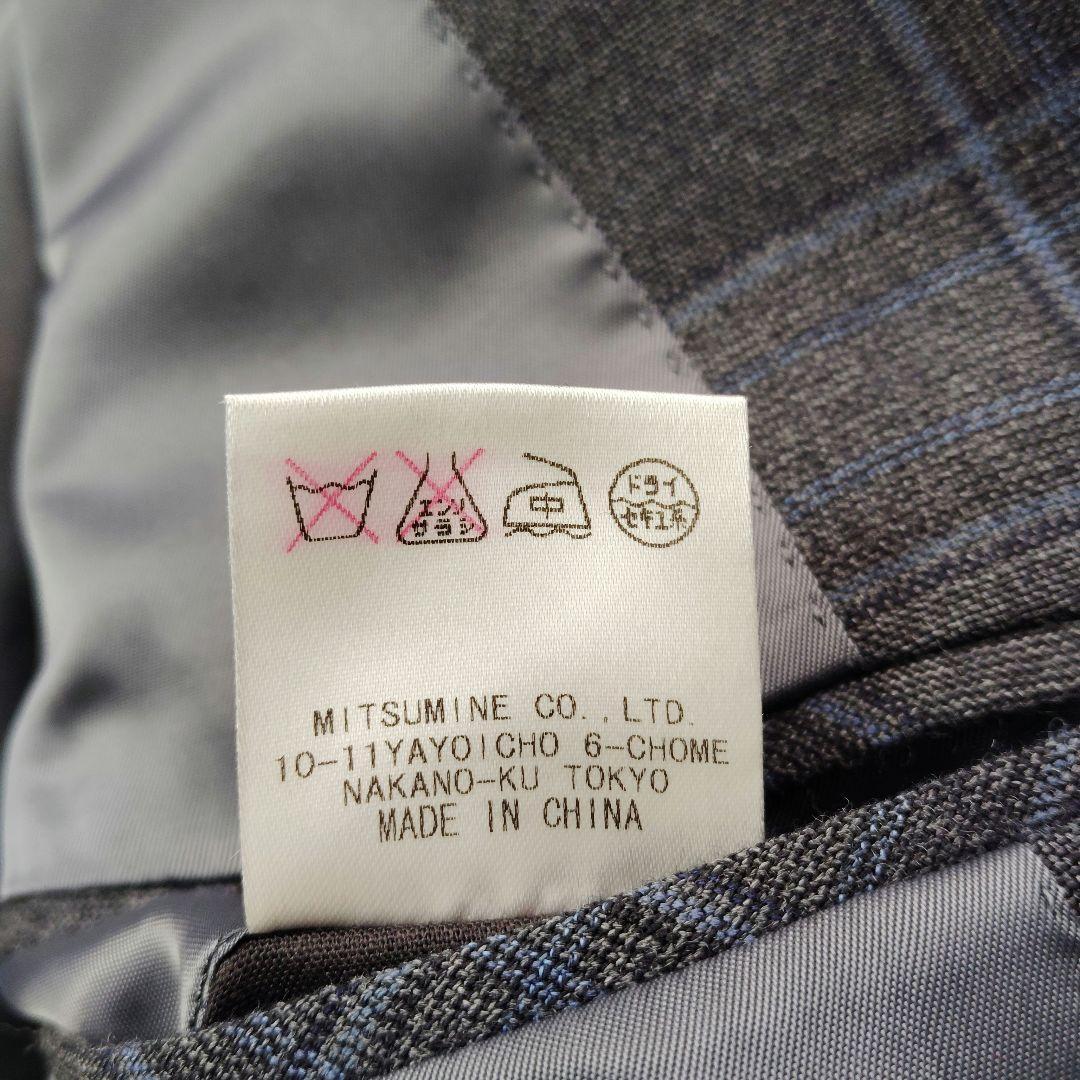 エンソ
サラシ
中
ドライ
セキユ系
MITSUMINE CO.,LTD.
10-11YAYOICHO 6-CHOME
NAKANO-KU TOKYO
MADE IN CHINA